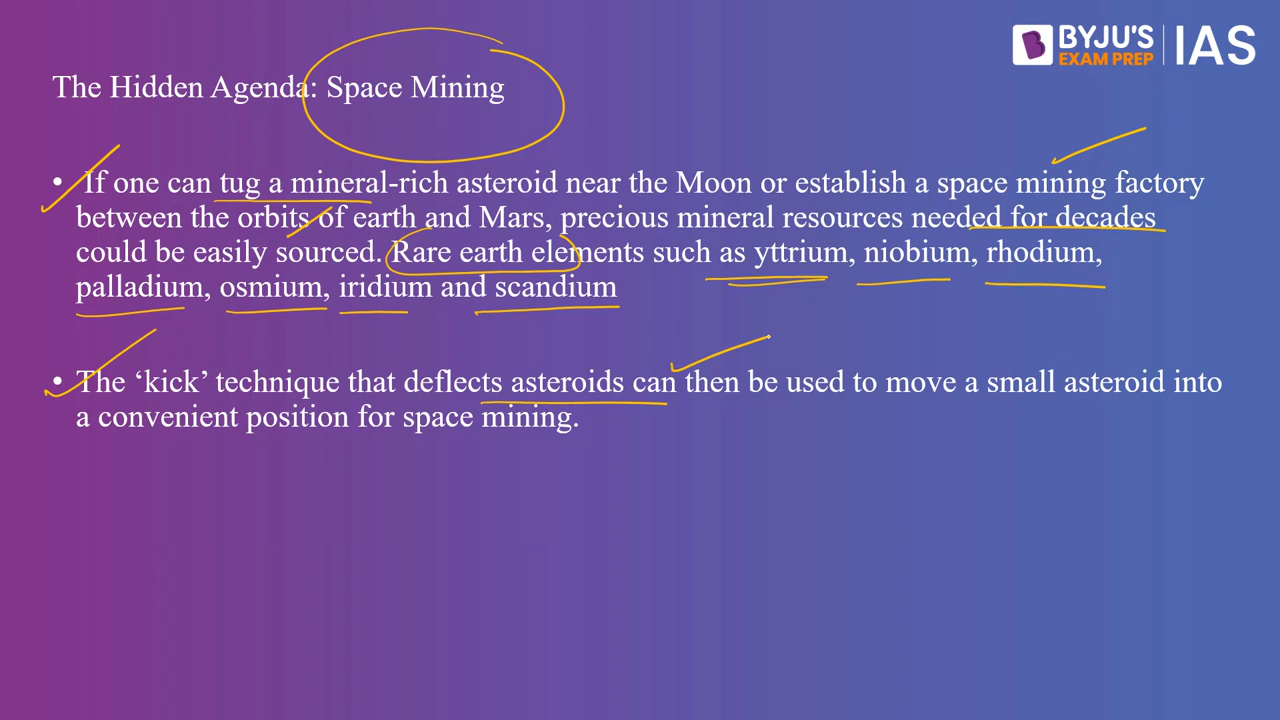 BYJU'S
EXAM PREP
IAS
The Hidden Agenda: Space Mining
• If one can tug a mineral-rich asteroid near the Moon or establish a space mining factory
between the orbits of earth and Mars, precious mineral resources needed for decades
could be easily sourced. Rare earth elements such as yttrium, niobium, rhodium,
palladium, osmium, iridium and scandium
• The ‘kick’ technique that deflects asteroids can then be used to move a small asteroid into
a convenient position for space mining.